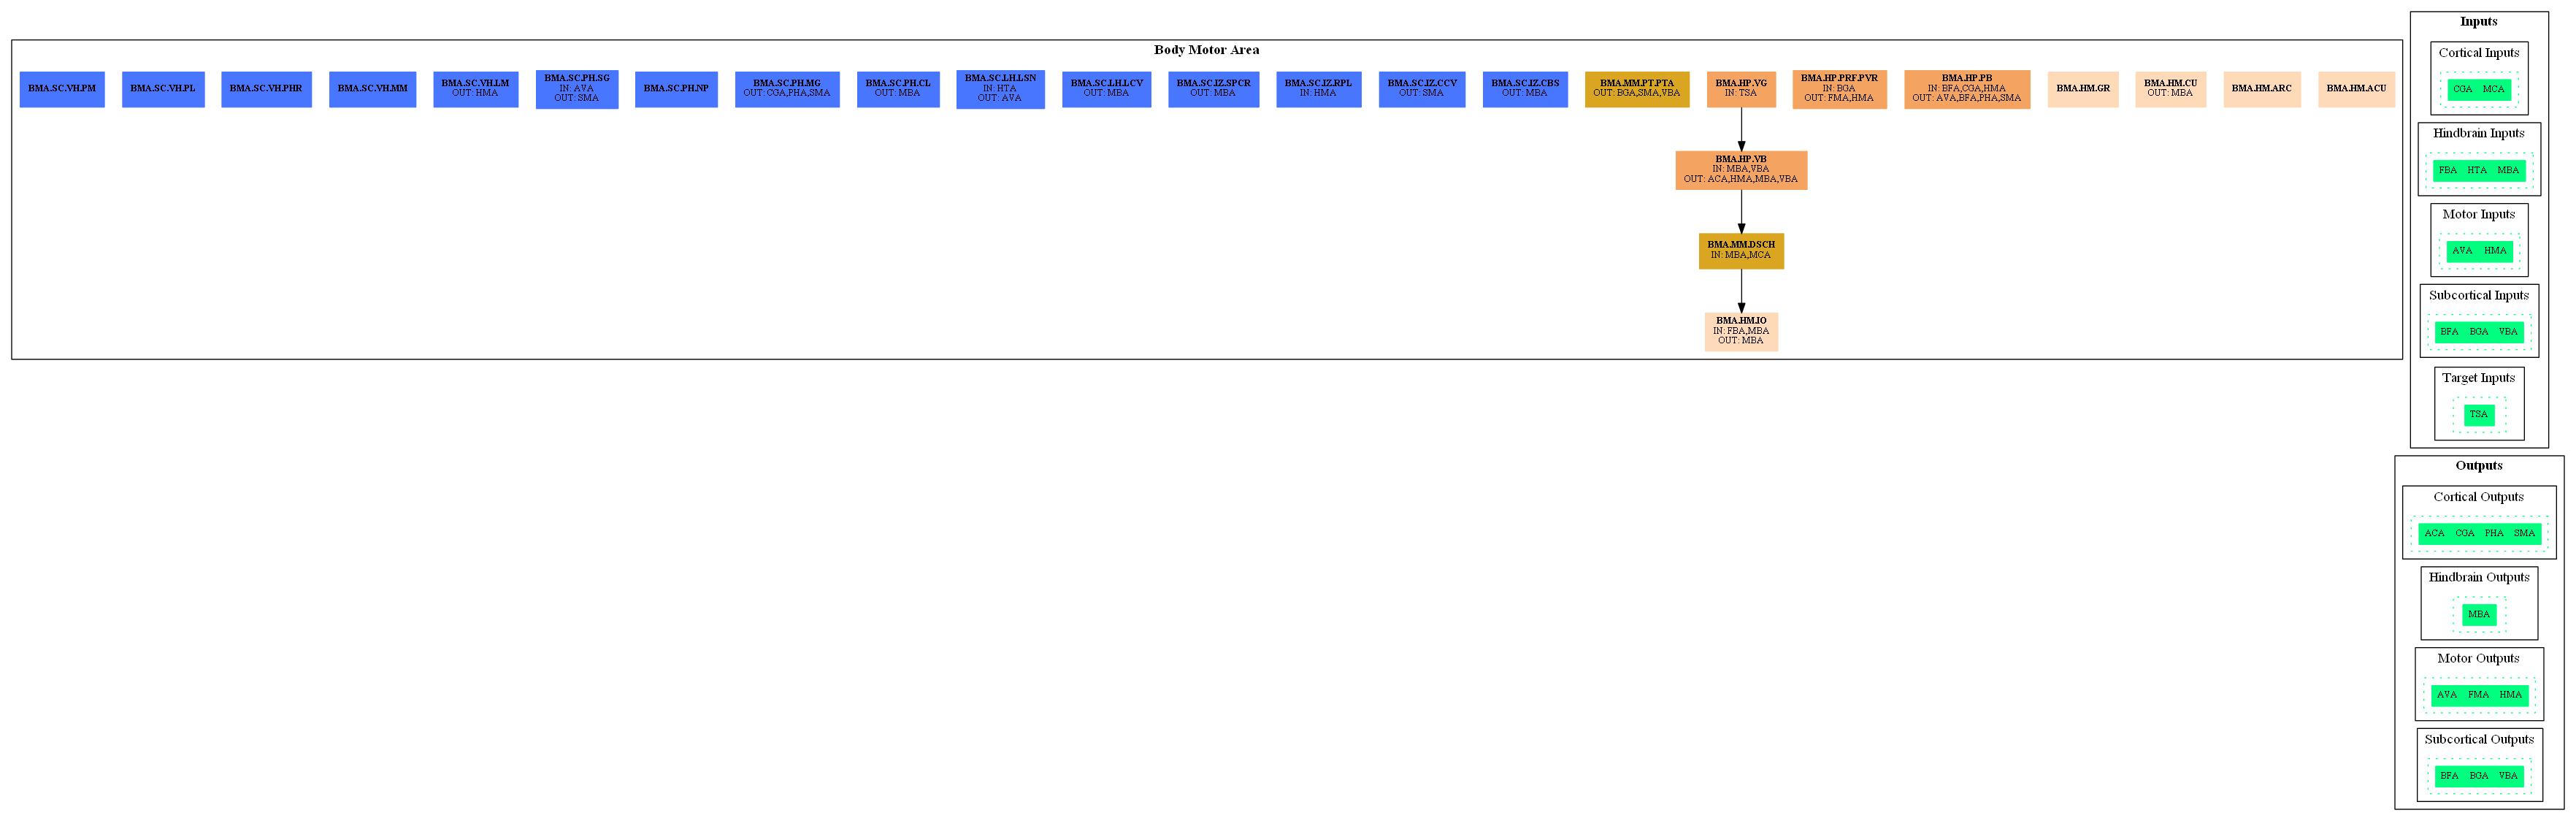 Body Motor Area
BMA.SC.VH.PM
BMA.SC.VH.PL
BMA.SC.VH.PHR
BMA.SC.VH.MM
BMA.SC.VH.LM
OUT: HMA
BMA.SC.PH.SG
IN: AVA
OUT: SMA
BMA.SC.PH.NP
BMA.SC.PH.MG
OUT: CGA,PHA,SMA
BMA.SC.PH.CL
OUT: MBA
BMA.SC.LH.LSN
IN: HTA
OUT: AVA
BMA.SC.LH.LCV
OUT: MBA
BMA.SC.IZ.SPCR
OUT: MBA
BMA.SC.IZ.RPL
IN: HMA
BMA.SC.IZ.CCV
OUT: SMA
BMA.SC.IZ.CBS
OUT: MBA
BMA.MM.PT.PTA
OUT: BGA,SMA,VBA
BMA.HP.VG
IN: TSA
BMA.HP.PRF.PVR
IN: BGA
OUT: FMA,HMA
BMA.HP.PB
IN: BFA,CGA,HMA
OUT: AVA,BFA,PHA,SMA
BMA.HM.GR
BMA.HM.CU
OUT: MBA
BMA.HM.ARC
BMA.HM.ACU
BMA.HP.VB
IN: MBA,VBA
OUT: ACA,HMA,MBA,VBA
BMA.MM.DSCH
IN: MBA,MCA
BMA.HM.IO
IN: FBA,MBA
OUT: MBA
Inputs
Cortical Inputs
CGA MCA
Hindbrain Inputs
FBA HTA MBA
Motor Inputs
AVA HMA
Subcortical Inputs
BFA BGA VBA
Target Inputs
TSA
Outputs
Cortical Outputs
ACA CGA PHA SMA
Hindbrain Outputs
MBA
Motor Outputs
AVA FMA HMA
Subcortical Outputs
BFA BGA VBA